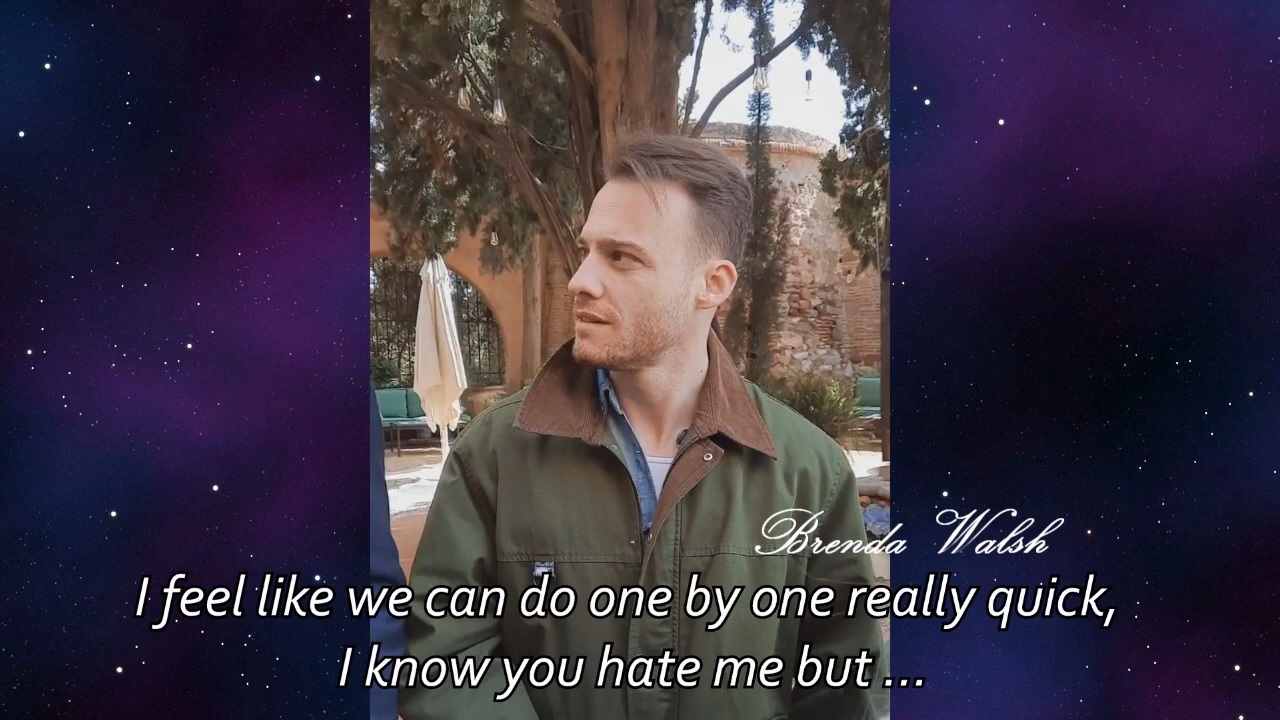 Brenda Walsh
I feel like we can do one by one really quick,
I know you hate me but ...